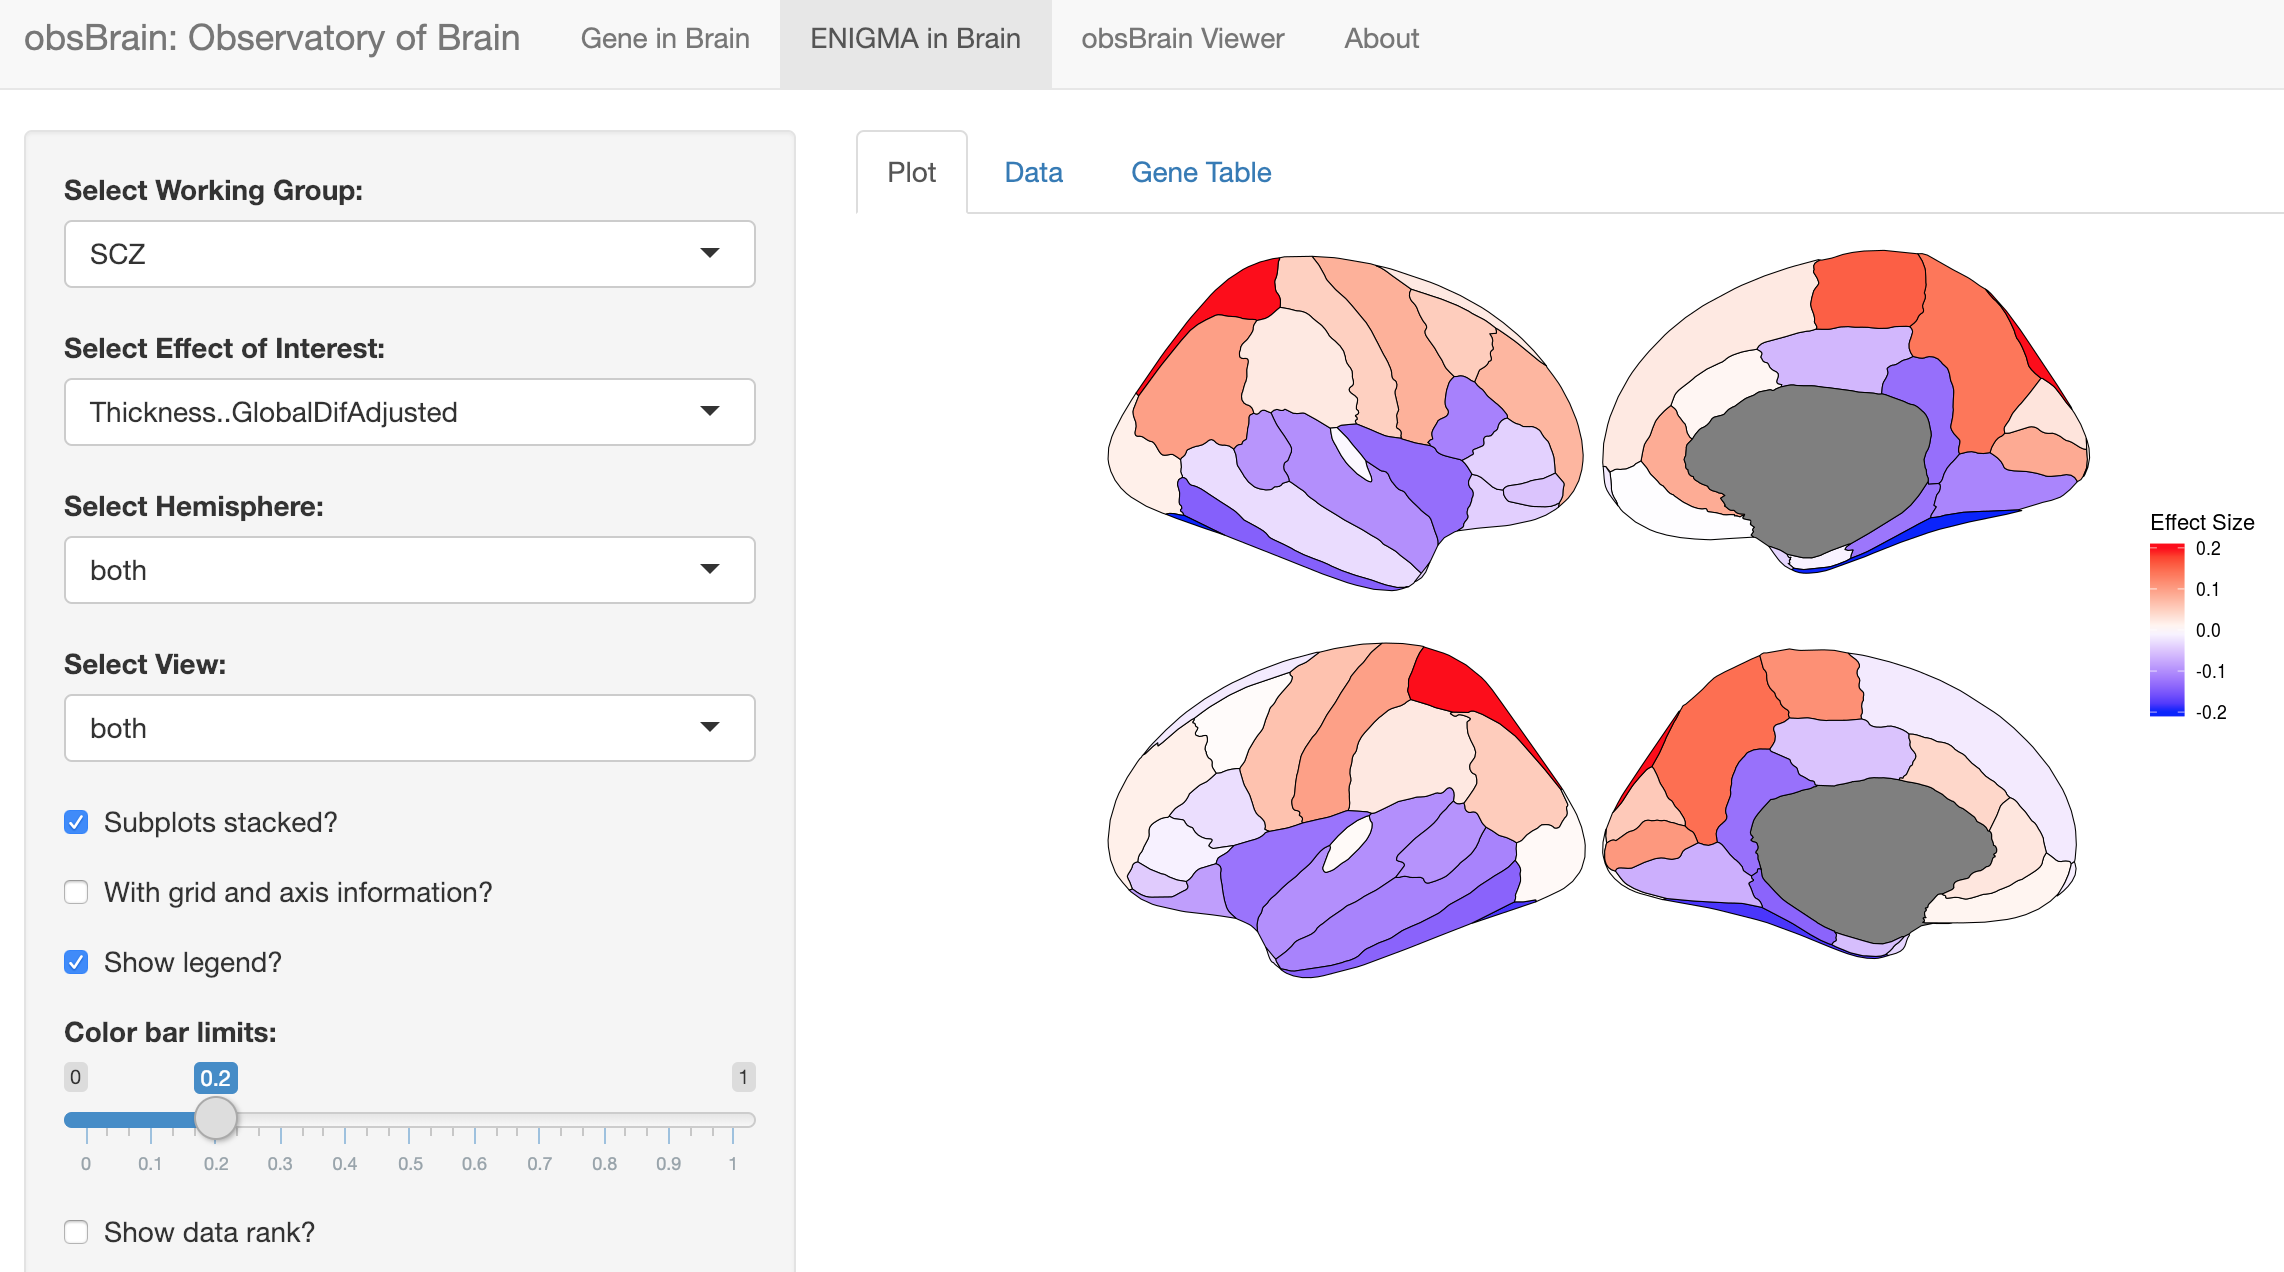 obsBrain: Observatory of Brain Gene in Brain ENIGMA in Brain obsBrain Viewer About
Select Working Group:
SCZ
Select Effect of Interest:
Thickness..GlobalDifAdjusted
Select Hemisphere:
both
Select View:
both
Subplots stacked?
With grid and axis information?
Show legend?
Color bar limits:
0 0.2 1
0 0.1 0.2 0.3 0.4 0.5 0.6 0.7 0.8 0.9 1
Show data rank?
Plot Data Gene Table
Effect Size
0.2
0.1
0.0
-0.1
-0.2